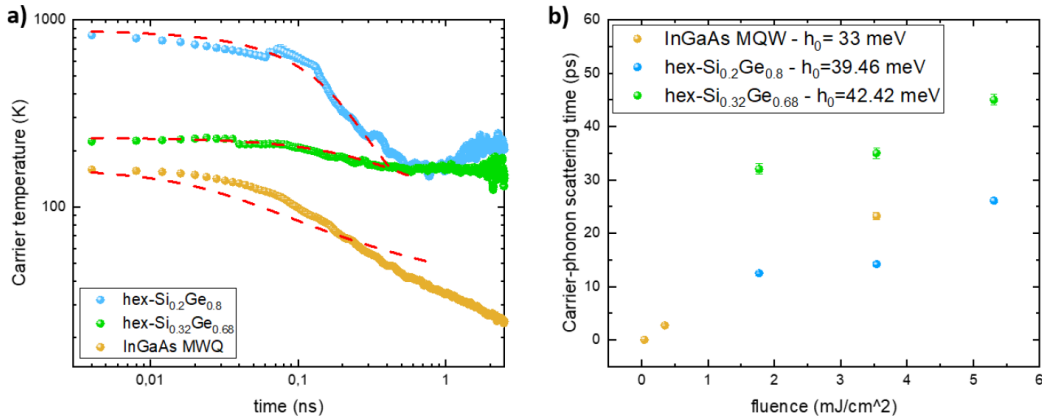 a)
1000
100
Carrier temperature (K)
hex-Si0.2Ge0.8
hex-Si0.32Ge0.68
InGaAs MWQ
0,01 0,1 1
time (ns)
b)
60
50
40
30
20
10
0
Carrier-phonon scattering time (ps)
InGaAs MQW - h0= 33 meV
hex-Si0.2Ge0.8 - h0=39.46 meV
hex-Si0.32Ge0.68 - h0=42.42 meV
0 1 2 3 4 5 6
fluence (mJ/cm^2)